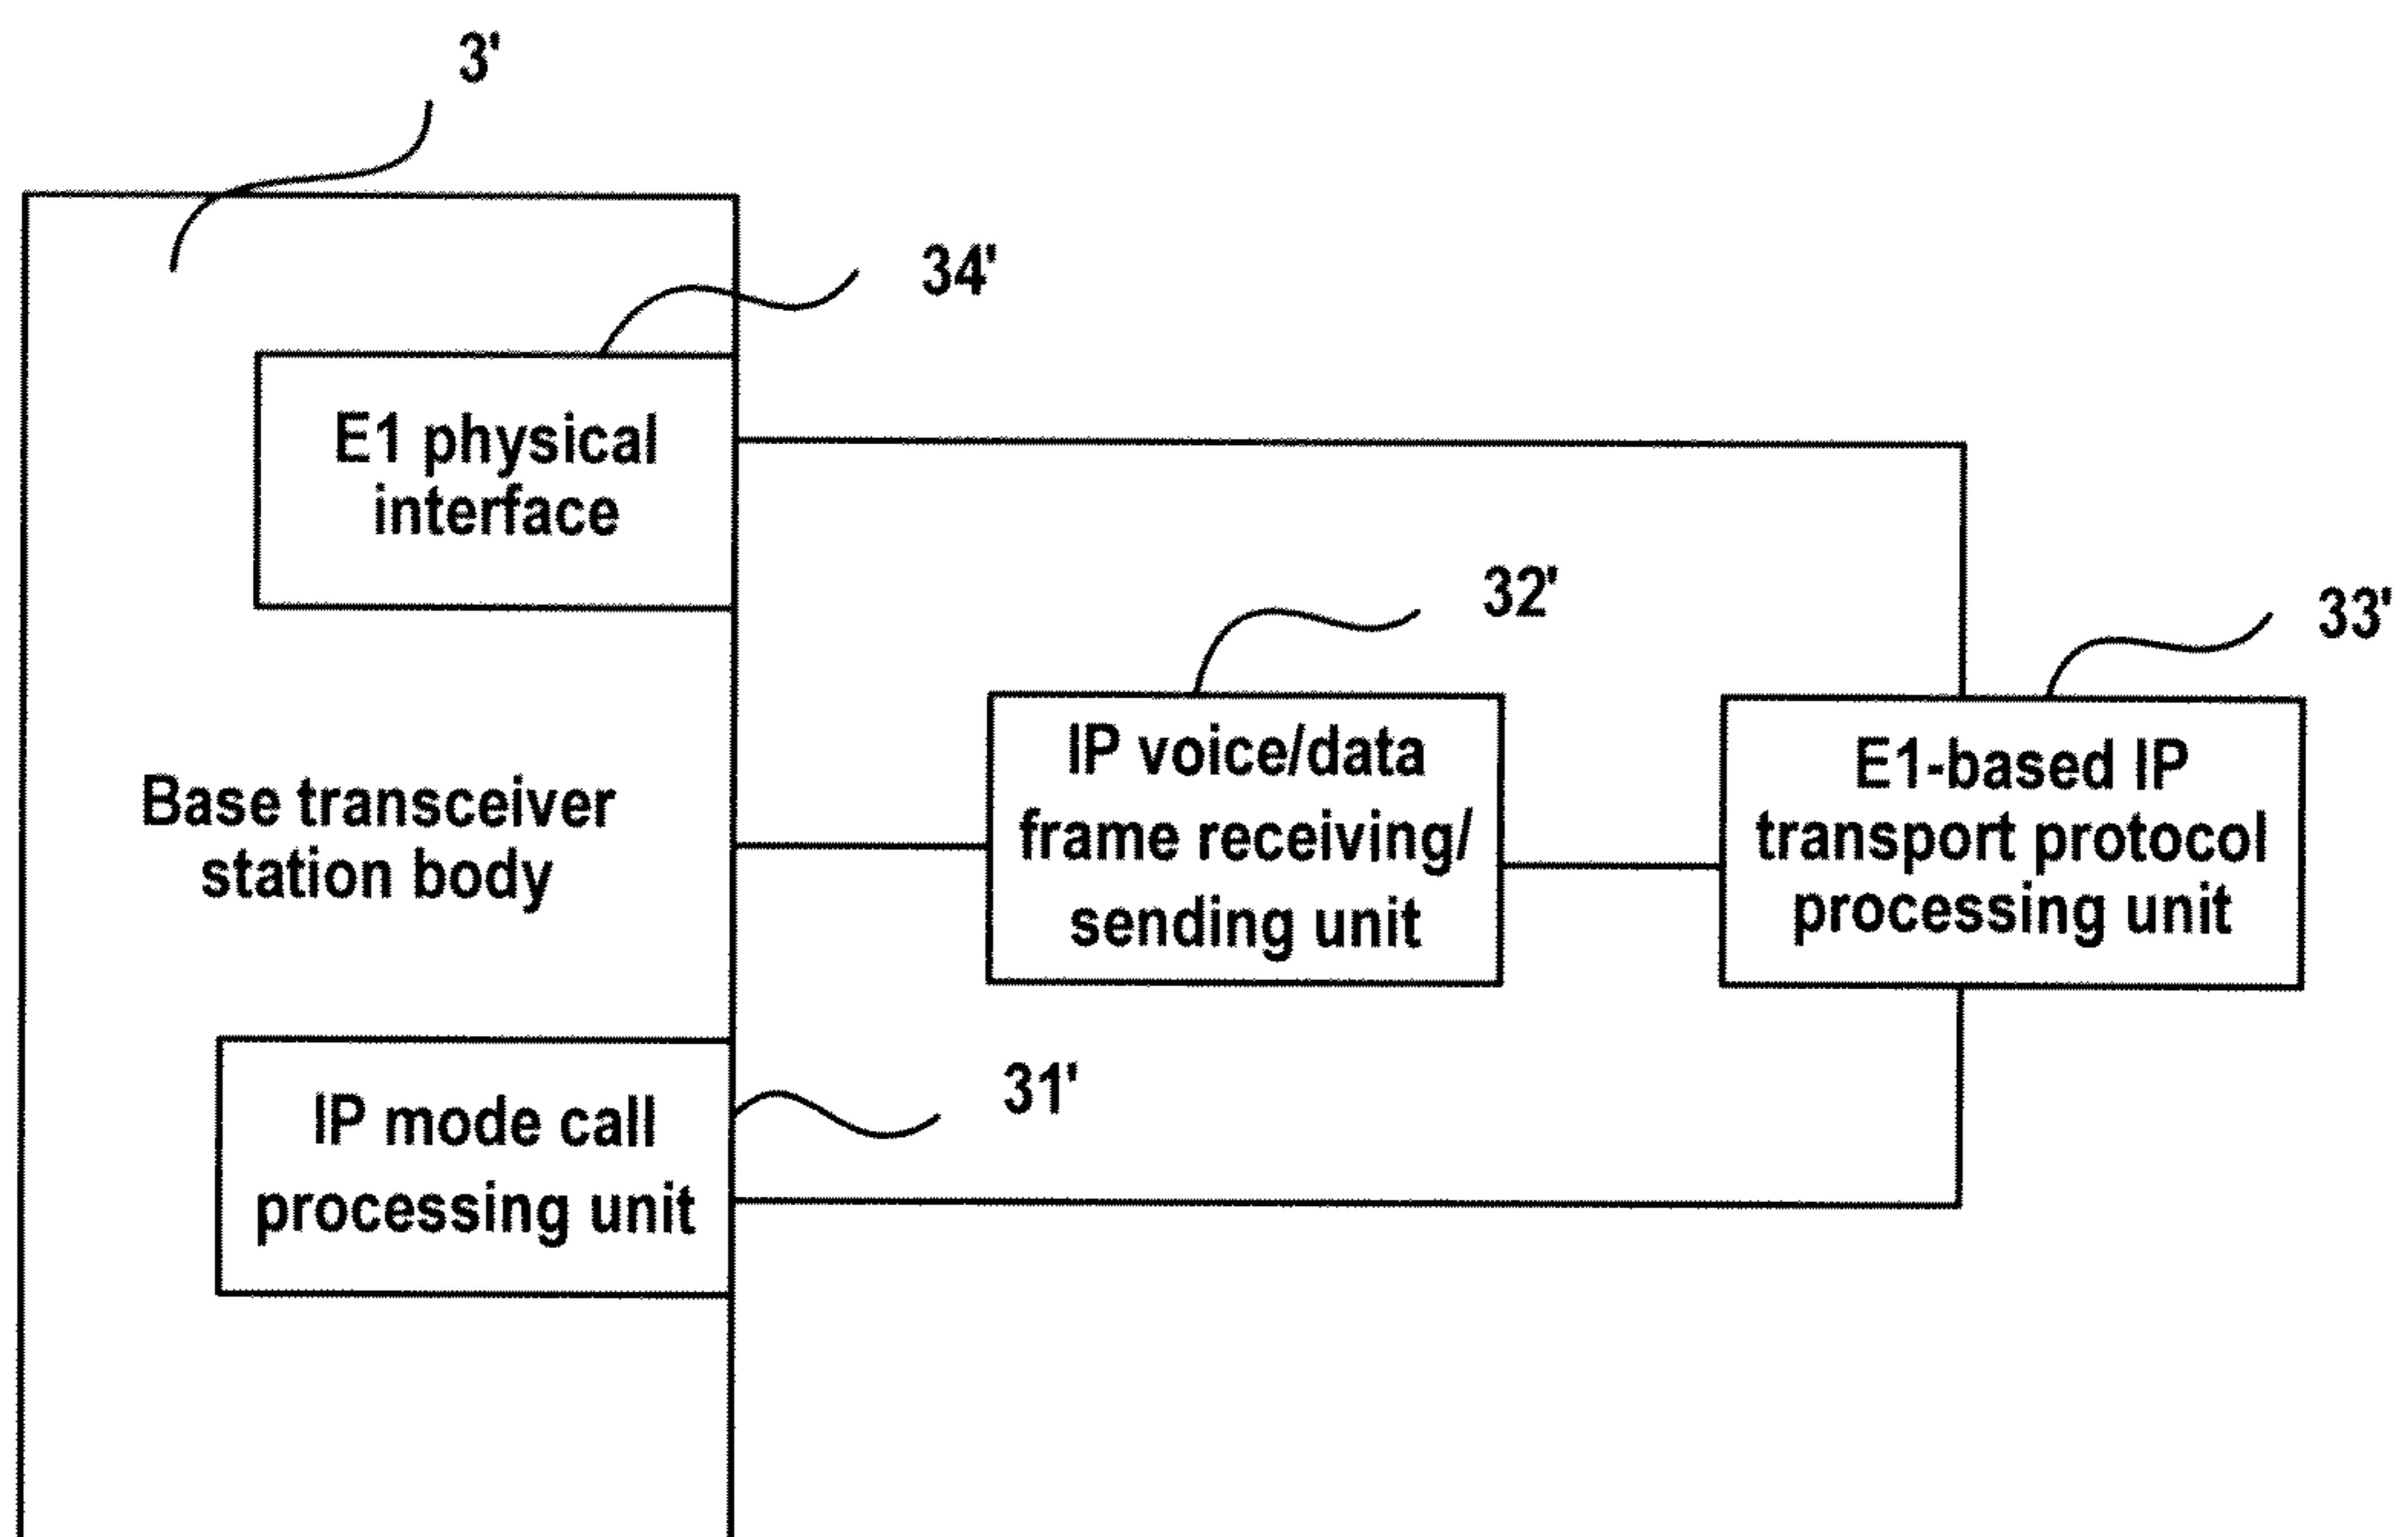 3'
34'
E1 physical
interface
32'
33'
IP voice/data
frame receiving/
sending unit
E1-based IP
transport protocol
processing unit
Base transceiver
station body
31'
IP mode call
processing unit